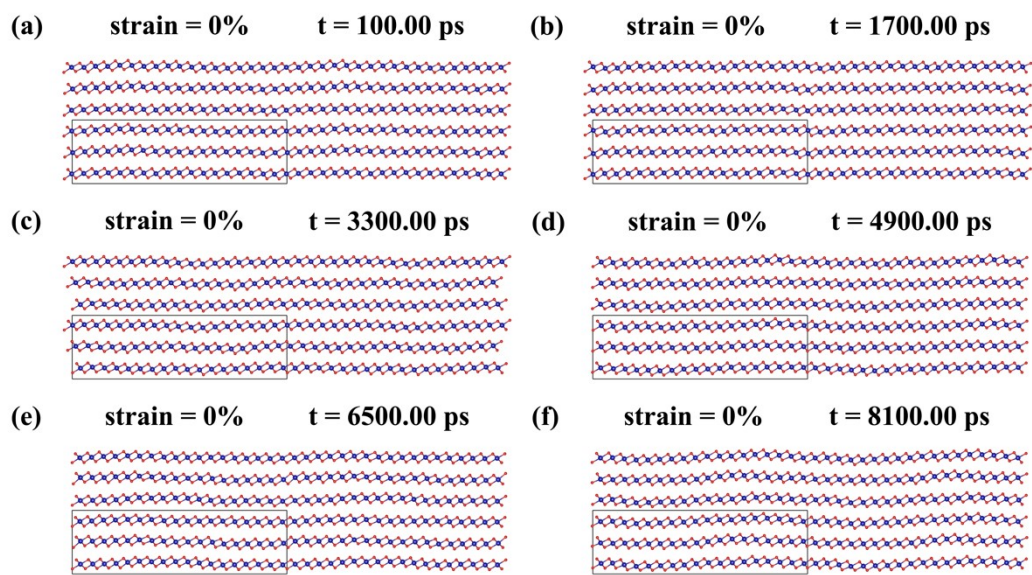 (a) strain = 0% t = 100.00 ps
(b) strain = 0% t = 1700.00 ps
(c) strain = 0% t = 3300.00 ps
(d) strain = 0% t = 4900.00 ps
(e) strain = 0% t = 6500.00 ps
(f) strain = 0% t = 8100.00 ps